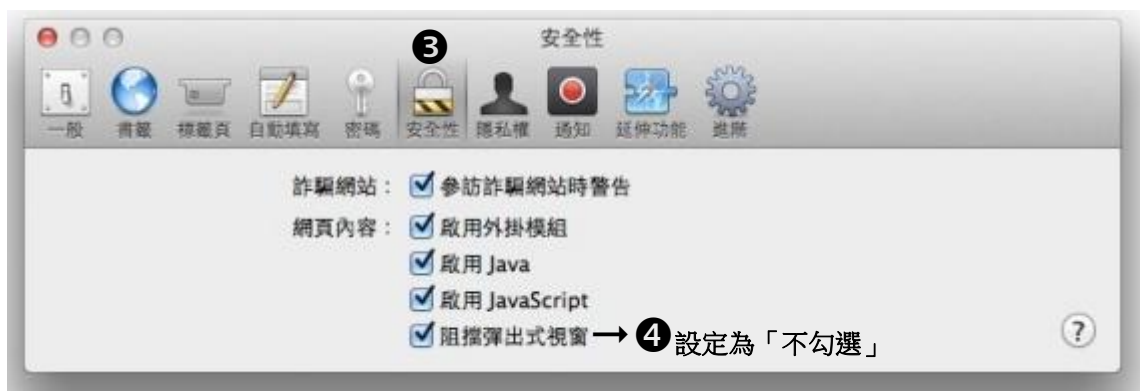 ❸
安全性
一般 書籤 標籤頁 自動填寫 密碼 安全性 隱私權 通知 延伸功能 進階
詐騙網站: 參訪詐騙網站時警告
網頁內容: 啟用外掛模組
啟用 Java
啟用 JavaScript
阻擋彈出式視窗 → ❹ 設定為「不勾選」
?